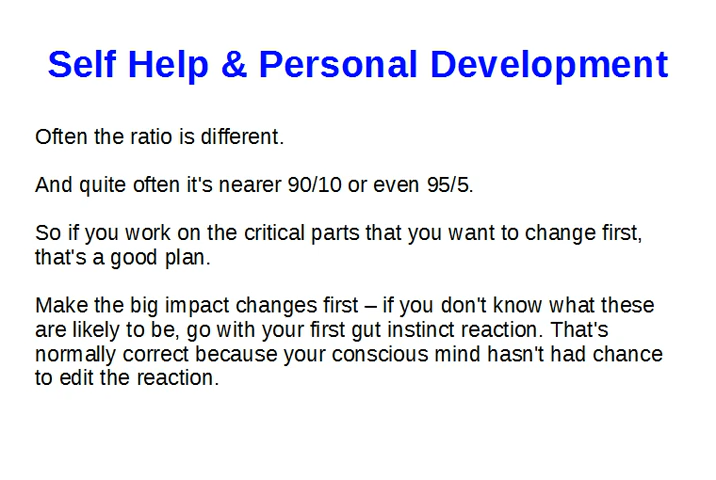 Self Help & Personal Development
Often the ratio is different.
And quite often it's nearer 90/10 or even 95/5.
So if you work on the critical parts that you want to change first,
that's a good plan.
Make the big impact changes first – if you don't know what these
are likely to be, go with your first gut instinct reaction. That's
normally correct because your conscious mind hasn't had chance
to edit the reaction.